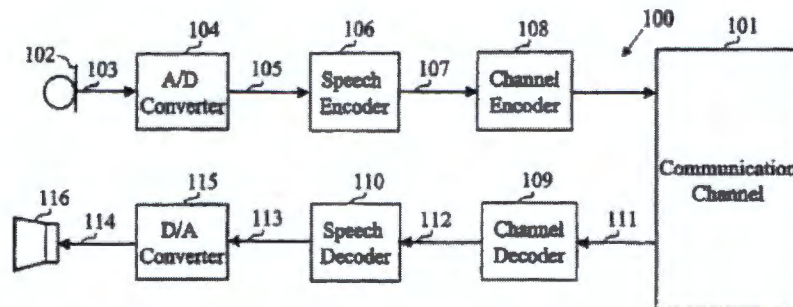 100
101
102
103
104
A/D
Converter
105
106
Speech
Encoder
107
108
Channel
Encoder
Communication
Channel
116
114
115
D/A
Converter
113
110
Speech
Decoder
112
109
Channel
Decoder
111